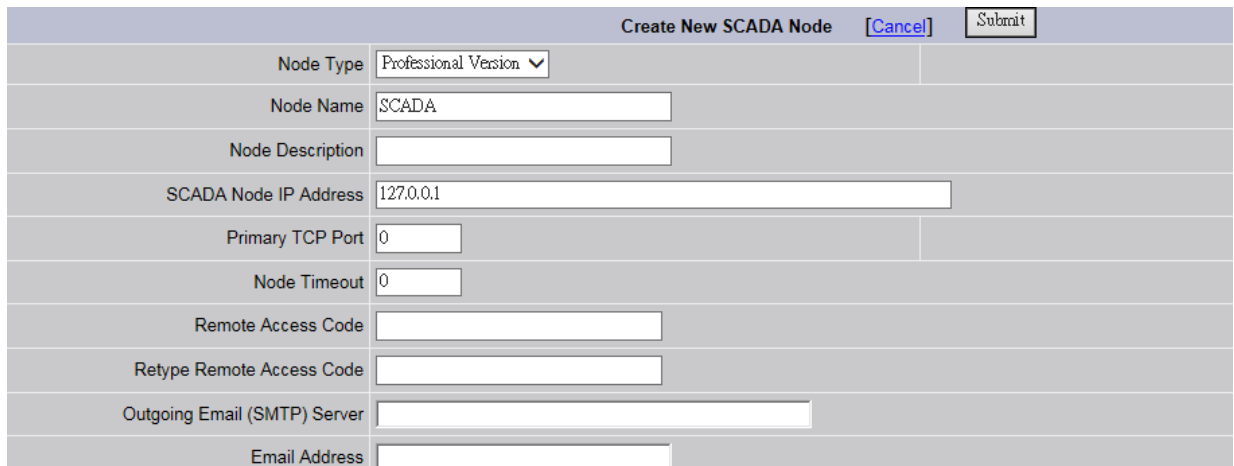 Create New SCADA Node [Cancel] Submit
Node Type Professional Version
Node Name SCADA
Node Description
SCADA Node IP Address 127.0.0.1
Primary TCP Port 0
Node Timeout 0
Remote Access Code
Retype Remote Access Code
Outgoing Email (SMTP) Server
Email Address